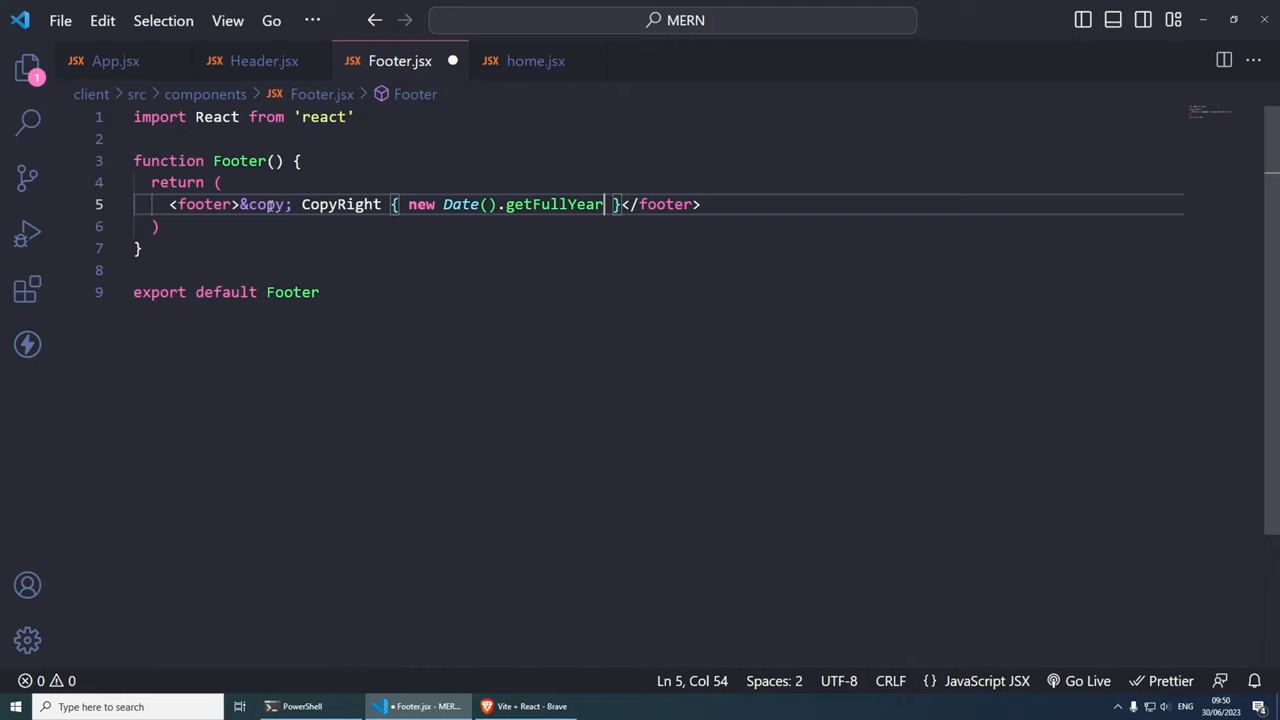 File Edit Selection View Go ··· MERN
JSX App.jsx JSX Header.jsx JSX Footer.jsx JSX home.jsx
1
client > src > components > JSX Footer.jsx > Footer
1 import React from 'react'
2
3 function Footer() {
4 return (
5 <footer>&copy; CopyRight { new Date().getFullYear }</footer>
6 )
7 }
8
9 export default Footer
0 0 Ln 5, Col 54 Spaces: 2 UTF-8 CRLF {} JavaScript JSX Go Live Prettier
Type here to search PowerShell Footer.jsx - MER... Vite + React - Brave ENG 09:50
30/06/2023 4